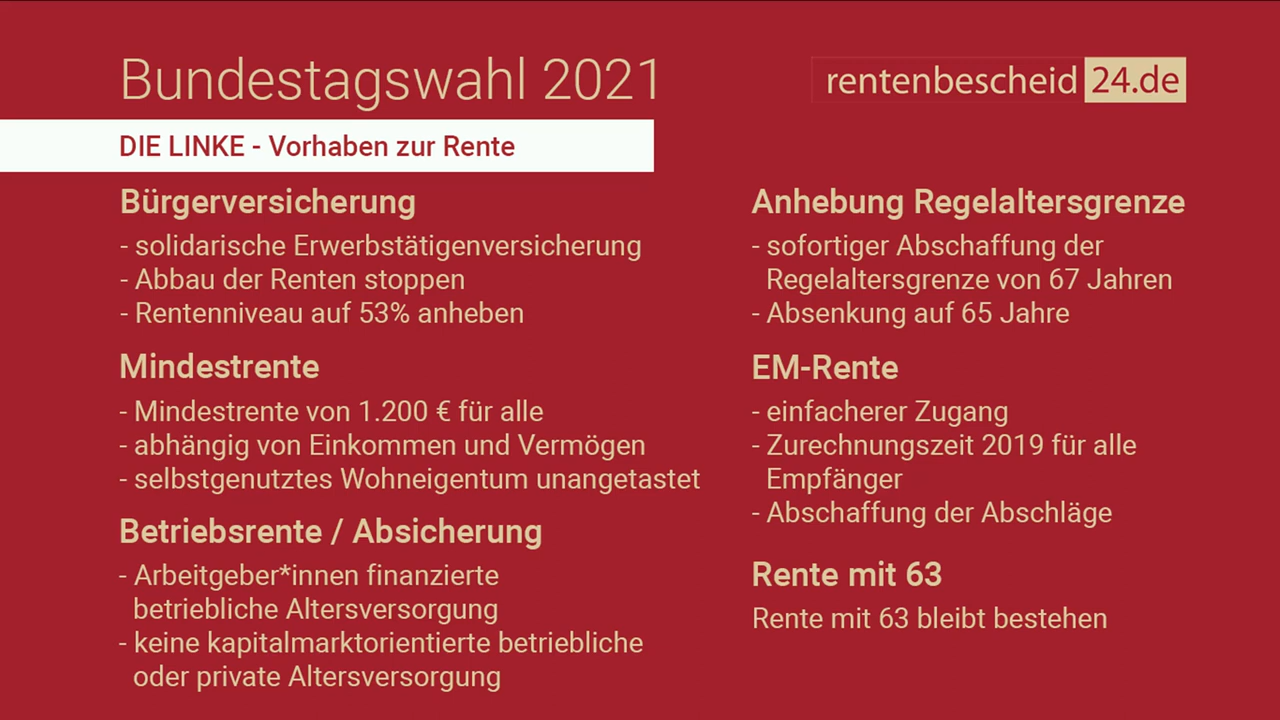 Bundestagswahl 2021
rentenbescheid 24.de
DIE LINKE - Vorhaben zur Rente
Bürgerversicherung
- solidarische Erwerbstätigenversicherung
- Abbau der Renten stoppen
- Rentenniveau auf 53% anheben
Mindestrente
- Mindestrente von 1.200 € für alle
- abhängig von Einkommen und Vermögen
- selbstgenutztes Wohneigentum unangetastet
Betriebsrente / Absicherung
- Arbeitgeber*innen finanzierte
betriebliche Altersversorgung
- keine kapitalmarktorientierte betriebliche
oder private Altersversorgung
Anhebung Regelaltersgrenze
- sofortiger Abschaffung der
Regelaltersgrenze von 67 Jahren
- Absenkung auf 65 Jahre
EM-Rente
- einfacherer Zugang
- Zurechnungszeit 2019 für alle
Empfänger
- Abschaffung der Abschläge
Rente mit 63
Rente mit 63 bleibt bestehen